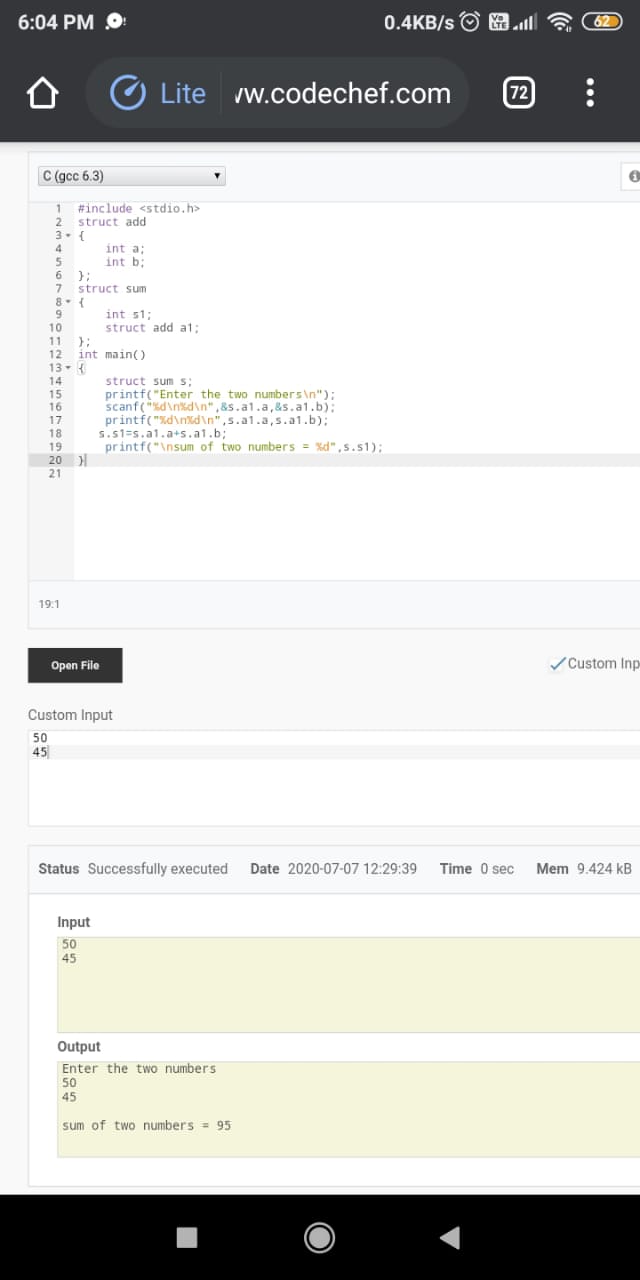 6:04 PM
0.4KB/s Vo LTE 62
Lite vw.codechef.com 72
C (gcc 6.3)
1 #include <stdio.h>
2 struct add
3 {
4 int a;
5 int b;
6 };
7 struct sum
8 {
9 int s1;
10 struct add a1;
11 };
12 int main()
13 {
14 struct sum s;
15 printf("Enter the two numbers\n");
16 scanf("%d\n%d\n",&s.a1.a,&s.a1.b);
17 printf("%d\n%d\n",s.a1.a,s.a1.b);
18 s.s1=s.a1.a+s.a1.b;
19 printf("\nsum of two numbers = %d",s.s1);
20 }
21
19:1
Open File
Custom Inp
Custom Input
50
45
Status Successfully executed Date 2020-07-07 12:29:39 Time 0 sec Mem 9.424 kB
Input
50
45
Output
Enter the two numbers
50
45
sum of two numbers = 95